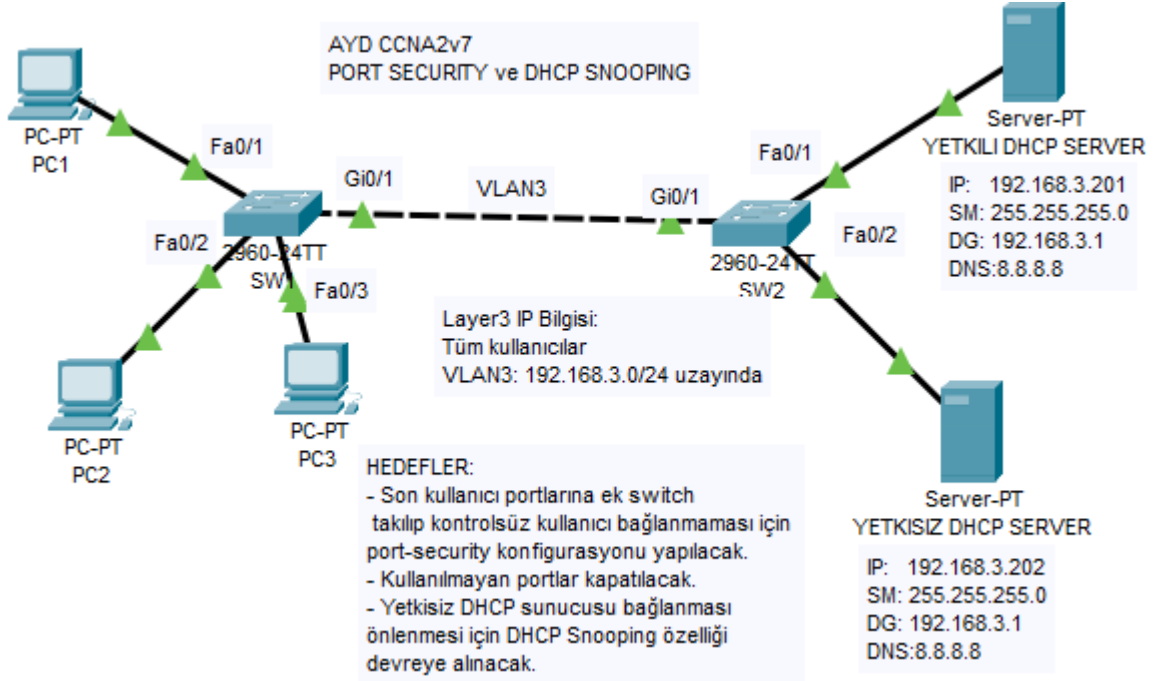 AYD CCNA2v7
PORT SECURITY ve DHCP SNOOPING
PC-PT
PC1
Fa0/1
Gi0/1
VLAN3
Gi0/1
Fa0/1
Server-PT
YETKILI DHCP SERVER
IP: 192.168.3.201
SM: 255.255.255.0
DG: 192.168.3.1
DNS:8.8.8.8
Fa0/2
2960-24TT
SW1
Fa0/3
2960-24TT
SW2
Fa0/2
Layer3 IP Bilgisi:
Tüm kullanıcılar
VLAN3: 192.168.3.0/24 uzayında
PC-PT
PC2
PC-PT
PC3
HEDEFLER:
- Son kullanıcı portlarına ek switch
takılıp kontrolsüz kullanıcı bağlanmaması için
port-security konfigurasyonu yapılacak.
- Kullanılmayan portlar kapatılacak.
- Yetkisiz DHCP sunucusu bağlanması
önlenmesi için DHCP Snooping özelliği
devreye alınacak.
Server-PT
YETKISIZ DHCP SERVER
IP: 192.168.3.202
SM: 255.255.255.0
DG: 192.168.3.1
DNS:8.8.8.8